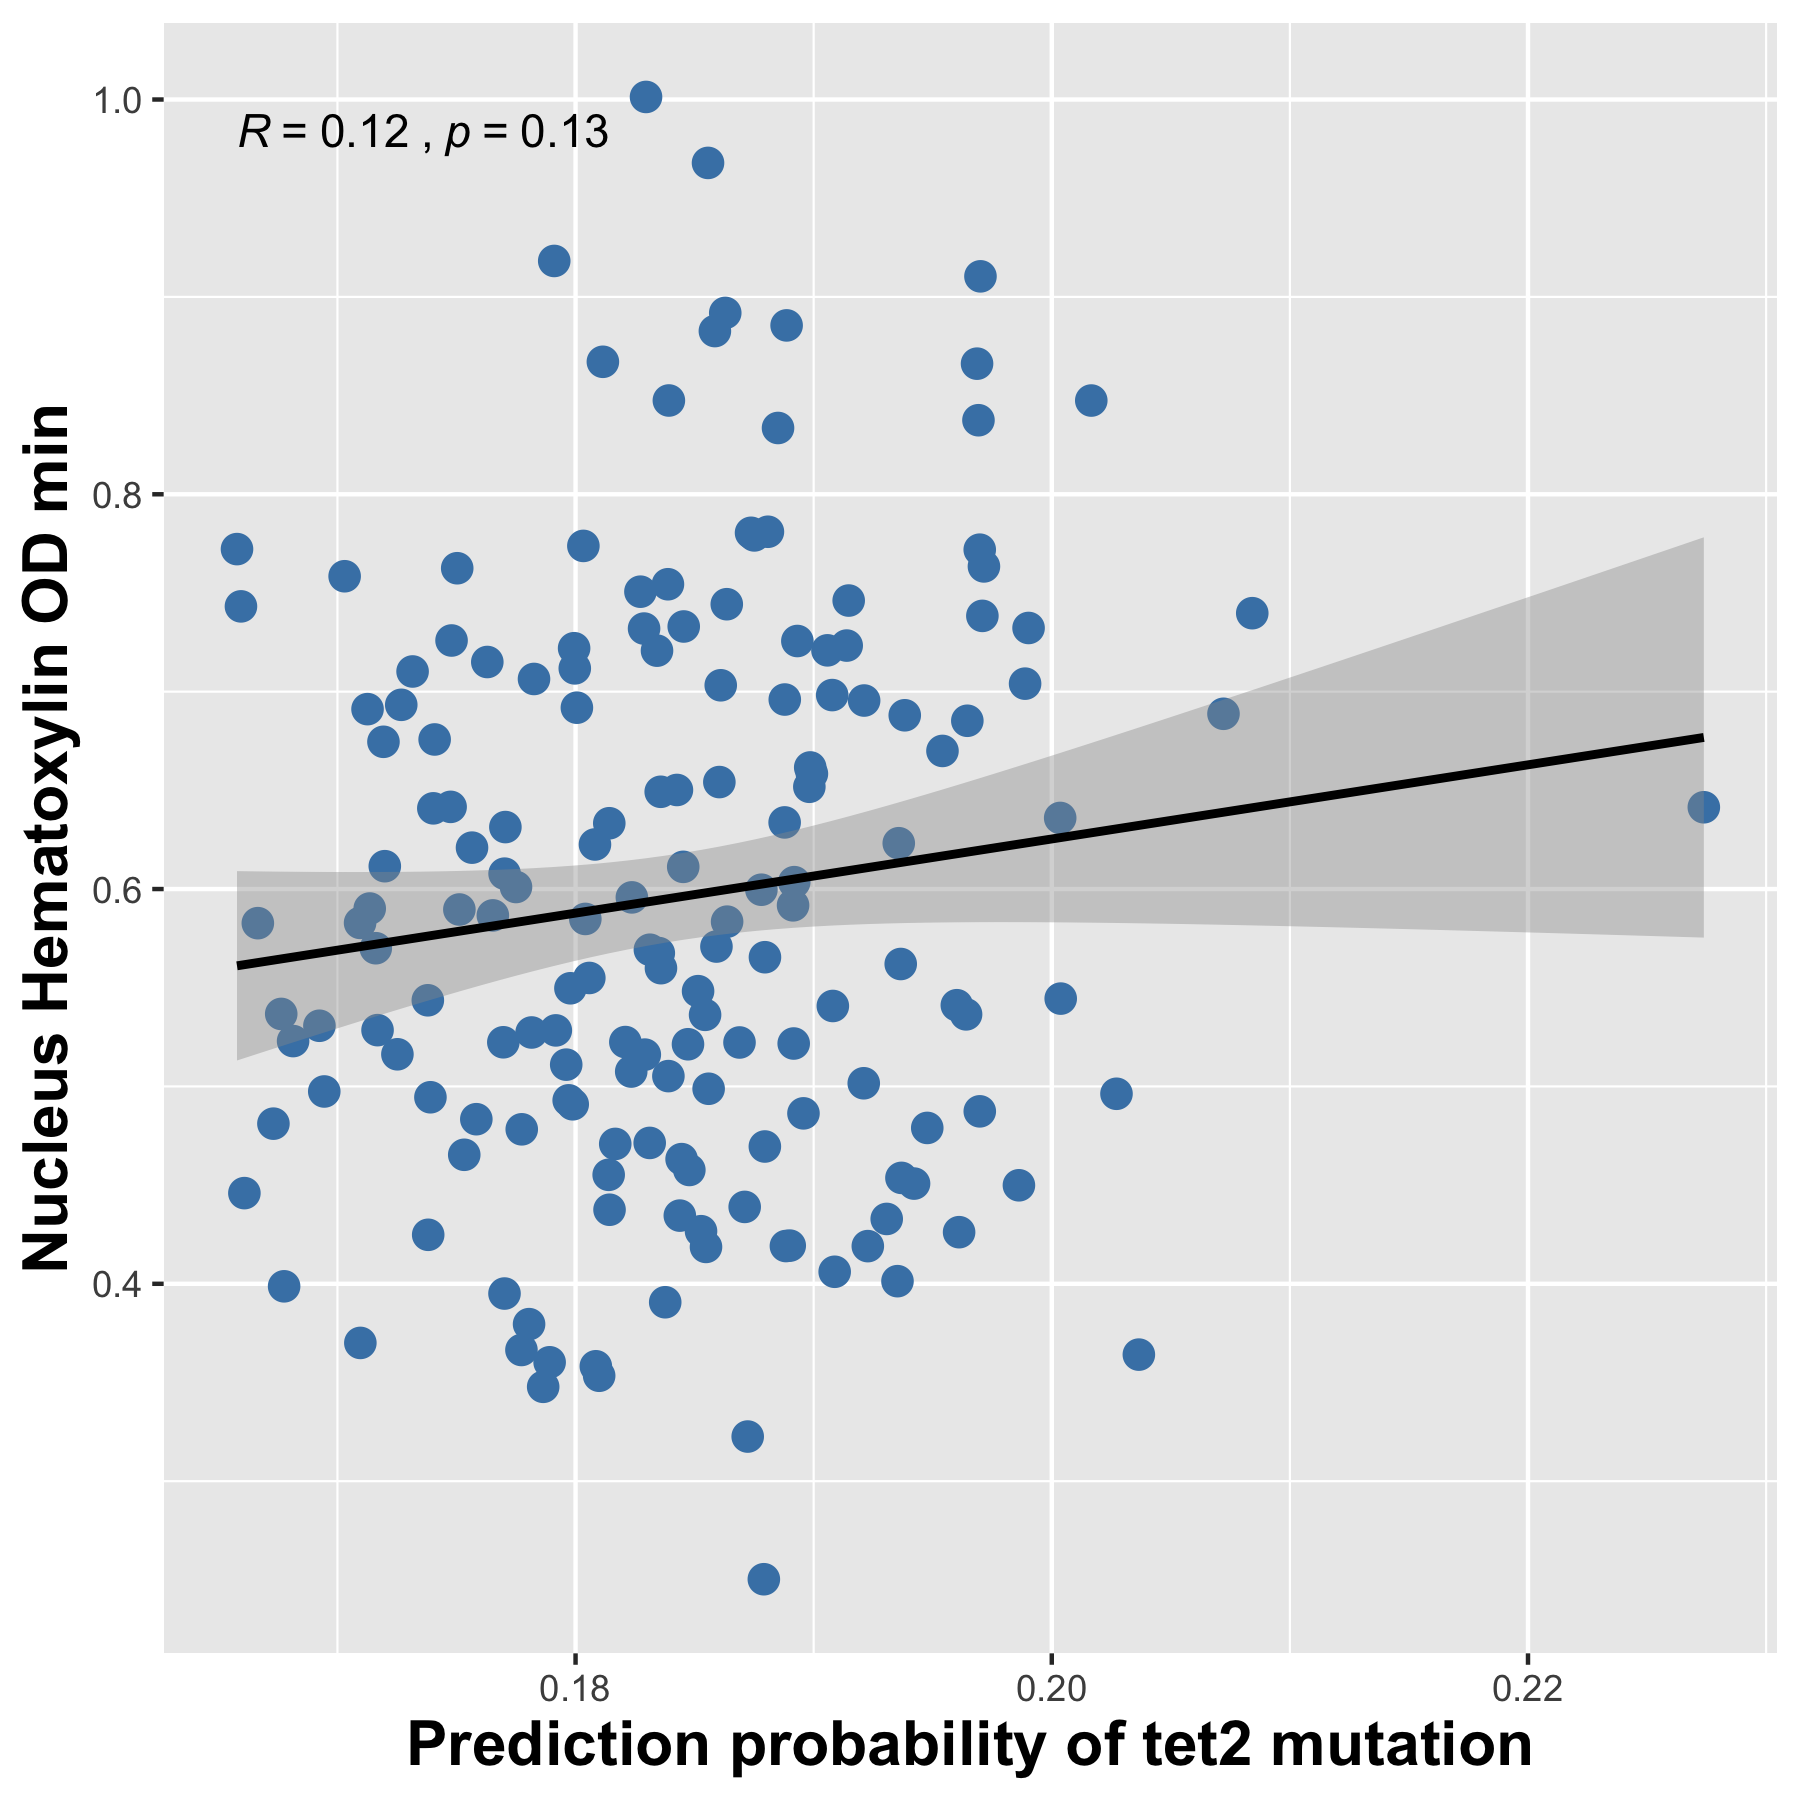 R = 0.12 , p = 0.13
Nucleus Hematoxylin OD min
1.0
0.8
0.6
0.4
0.18 0.20 0.22
Prediction probability of tet2 mutation